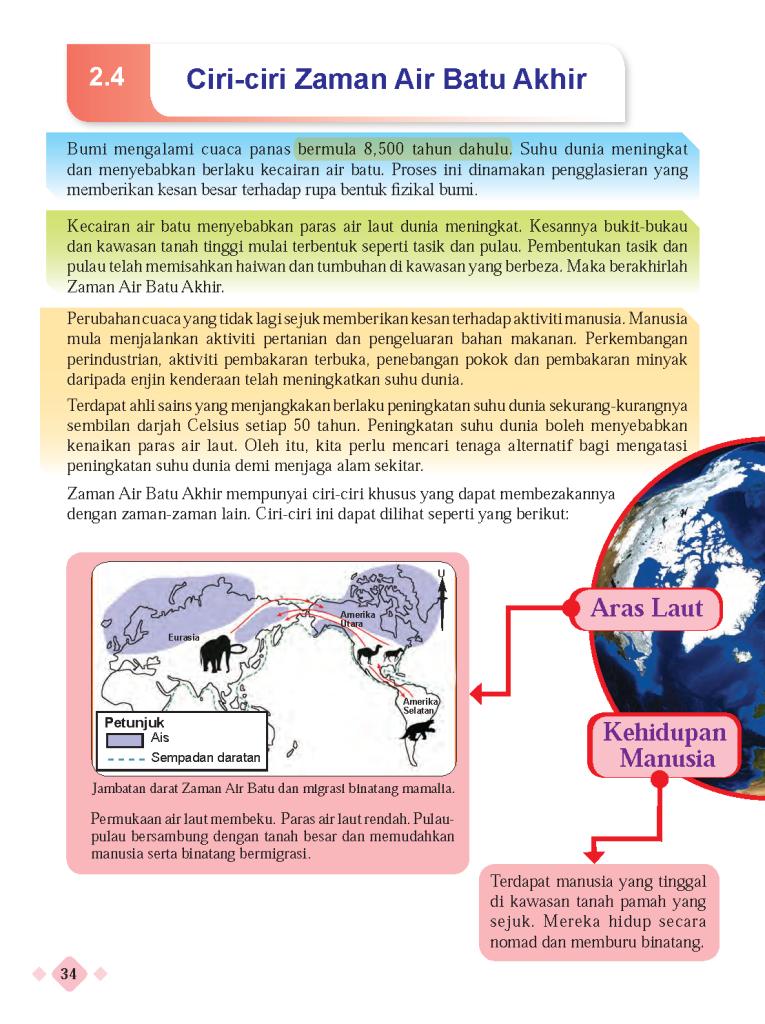 2.4
Ciri-ciri Zaman Air Batu Akhir
Bumi mengalami cuaca panas bermula 8,500 tahun dahulu. Suhu dunia meningkat
dan menyebabkan berlaku kecairan air batu. Proses ini dinamakan pengglasieran yang
memberikan kesan besar terhadap rupa bentuk fizikal bumi.
Kecairan air batu menyebabkan paras air laut dunia meningkat. Kesannya bukit-bukau
dan kawasan tanah tinggi mulai terbentuk seperti tasik dan pulau. Pembentukan tasik dan
pulau telah memisahkan haiwan dan tumbuhan di kawasan yang berbeza. Maka berakhirlah
Zaman Air Batu Akhir.
Perubahan cuaca yang tidak lagi sejuk memberikan kesan terhadap aktiviti manusia. Manusia
mula menjalankan aktiviti pertanian dan pengeluaran bahan makanan. Perkembangan
perindustrian, aktiviti pembakaran terbuka, penebangan pokok dan pembakaran minyak
daripada enjin kenderaan telah meningkatkan suhu dunia.
Terdapat ahli sains yang menjangkakan berlaku peningkatan suhu dunia sekurang-kurangnya
sembilan darjah Celsius setiap 50 tahun. Peningkatan suhu dunia boleh menyebabkan
kenaikan paras air laut. Oleh itu, kita perlu mencari tenaga alternatif bagi mengatasi
peningkatan suhu dunia demi menjaga alam sekitar.
Zaman Air Batu Akhir mempunyai ciri-ciri khusus yang dapat membezakannya
dengan zaman-zaman lain. Ciri-ciri ini dapat dilihat seperti yang berikut:
U
Eurasia
Amerika
Utara
Amerika
Selatan
Petunjuk
Ais
Sempadan daratan
Jambatan darat Zaman Air Batu dan migrasi binatang mamalia.
Permukaan air laut membeku. Paras air laut rendah. Pulau-
pulau bersambung dengan tanah besar dan memudahkan
manusia serta binatang bermigrasi.
Aras Laut
Kehidupan
Manusia
Terdapat manusia yang tinggal
di kawasan tanah pamah yang
sejuk. Mereka hidup secara
nomad dan memburu binatang.
34